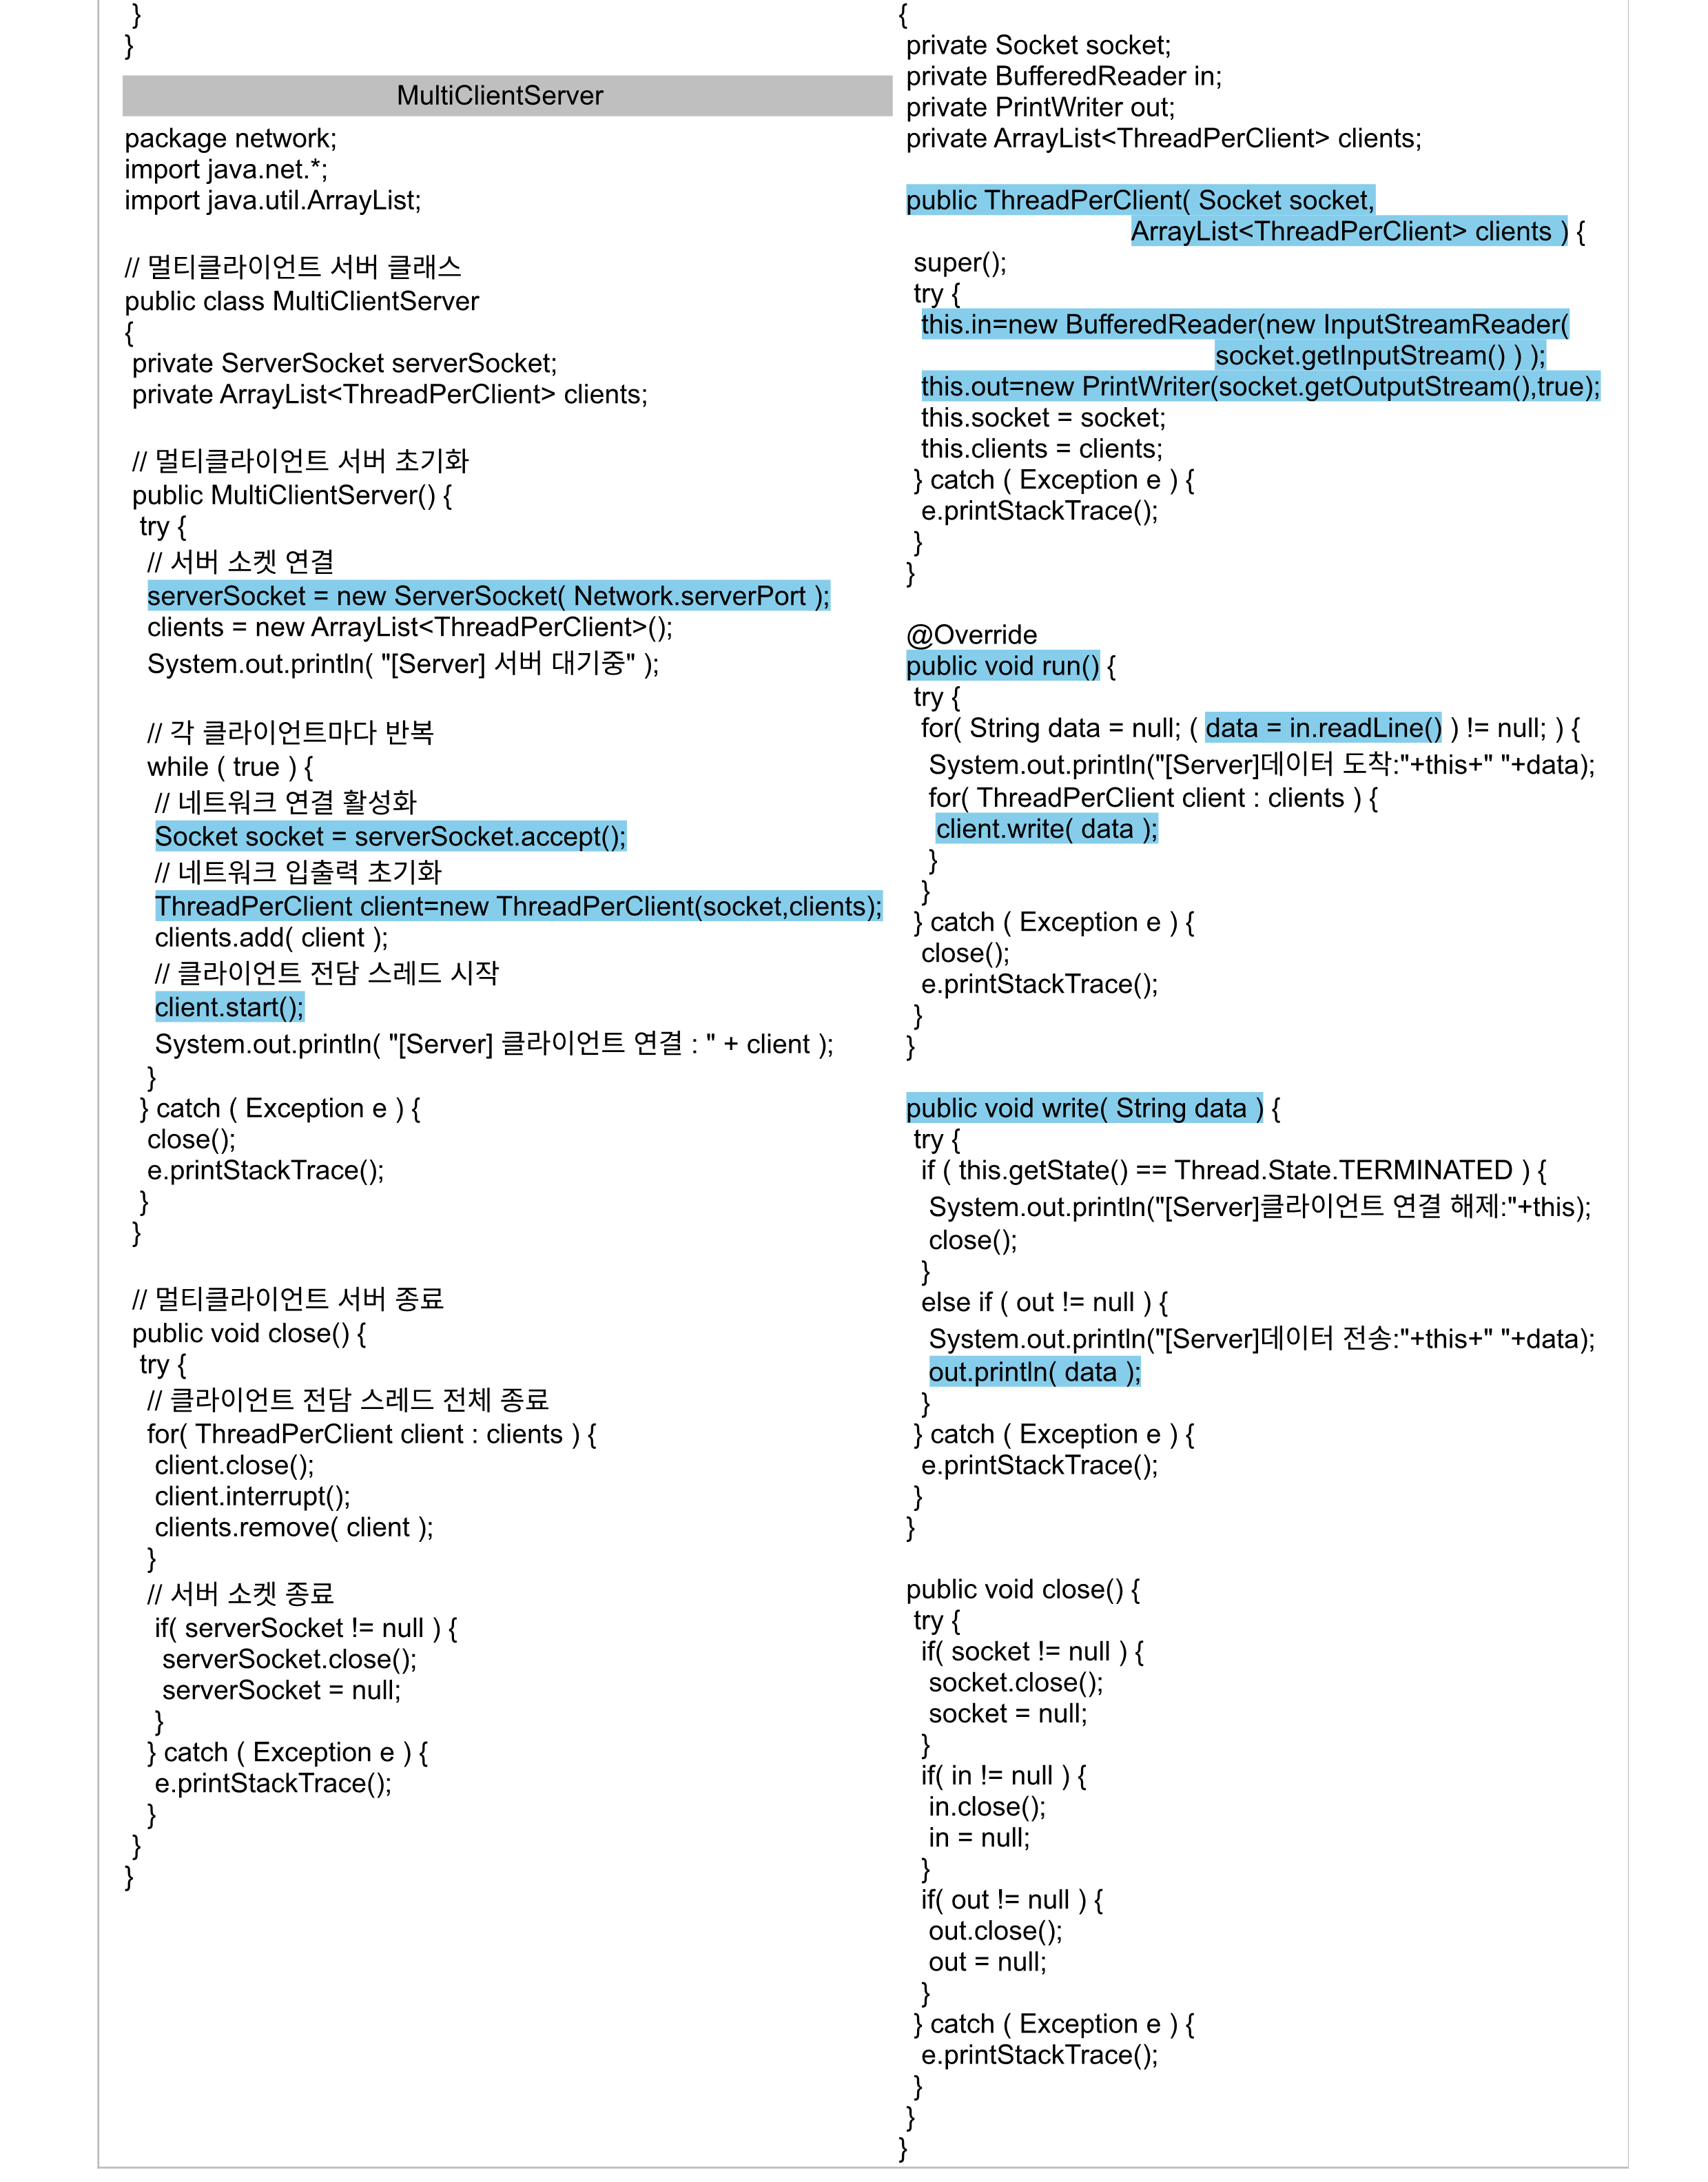 }
}
MultiClientServer
package network;
import java.net.*;
import java.util.ArrayList;

// 멀티클라이언트 서버 클래스
public class MultiClientServer
{
 private ServerSocket serverSocket;
 private ArrayList<ThreadPerClient> clients;

 // 멀티클라이언트 서버 초기화
 public MultiClientServer() {
  try {
   // 서버 소켓 연결
   serverSocket = new ServerSocket( Network.serverPort );
   clients = new ArrayList<ThreadPerClient>();
   System.out.println( "[Server] 서버 대기중" );

   // 각 클라이언트마다 반복
   while ( true ) {
    // 네트워크 연결 활성화
    Socket socket = serverSocket.accept();
    // 네트워크 입출력 초기화
    ThreadPerClient client=new ThreadPerClient(socket,clients);
    clients.add( client );
    // 클라이언트 전담 스레드 시작
    client.start();
    System.out.println( "[Server] 클라이언트 연결 : " + client );
   }
  } catch ( Exception e ) {
   close();
   e.printStackTrace();
  }
 }

 // 멀티클라이언트 서버 종료
 public void close() {
  try {
   // 클라이언트 전담 스레드 전체 종료
   for( ThreadPerClient client : clients ) {
    client.close();
    client.interrupt();
    clients.remove( client );
   }
   // 서버 소켓 종료
    if( serverSocket != null ) {
     serverSocket.close();
     serverSocket = null;
    }
   } catch ( Exception e ) {
    e.printStackTrace();
   }
 }
}
{
 private Socket socket;
 private BufferedReader in;
 private PrintWriter out;
 private ArrayList<ThreadPerClient> clients;

 public ThreadPerClient( Socket socket,
                              ArrayList<ThreadPerClient> clients ) {
  super();
  try {
   this.in=new BufferedReader(new InputStreamReader(
                                         socket.getInputStream() ) );
   this.out=new PrintWriter(socket.getOutputStream(),true);
   this.socket = socket;
   this.clients = clients;
  } catch ( Exception e ) {
   e.printStackTrace();
  }
 }

 @Override
 public void run() {
  try {
   for( String data = null; ( data = in.readLine() ) != null; ) {
    System.out.println("[Server]데이터 도착:"+this+" "+data);
    for( ThreadPerClient client : clients ) {
     client.write( data );
    }
   }
  } catch ( Exception e ) {
   close();
   e.printStackTrace();
  }
 }

 public void write( String data ) {
  try {
   if ( this.getState() == Thread.State.TERMINATED ) {
    System.out.println("[Server]클라이언트 연결 해제:"+this);
    close();
   }
   else if ( out != null ) {
    System.out.println("[Server]데이터 전송:"+this+" "+data);
    out.println( data );
   }
  } catch ( Exception e ) {
   e.printStackTrace();
  }
 }

 public void close() {
  try {
   if( socket != null ) {
    socket.close();
    socket = null;
   }
   if( in != null ) {
    in.close();
    in = null;
   }
   if( out != null ) {
    out.close();
    out = null;
   }
  } catch ( Exception e ) {
   e.printStackTrace();
  }
 }
}